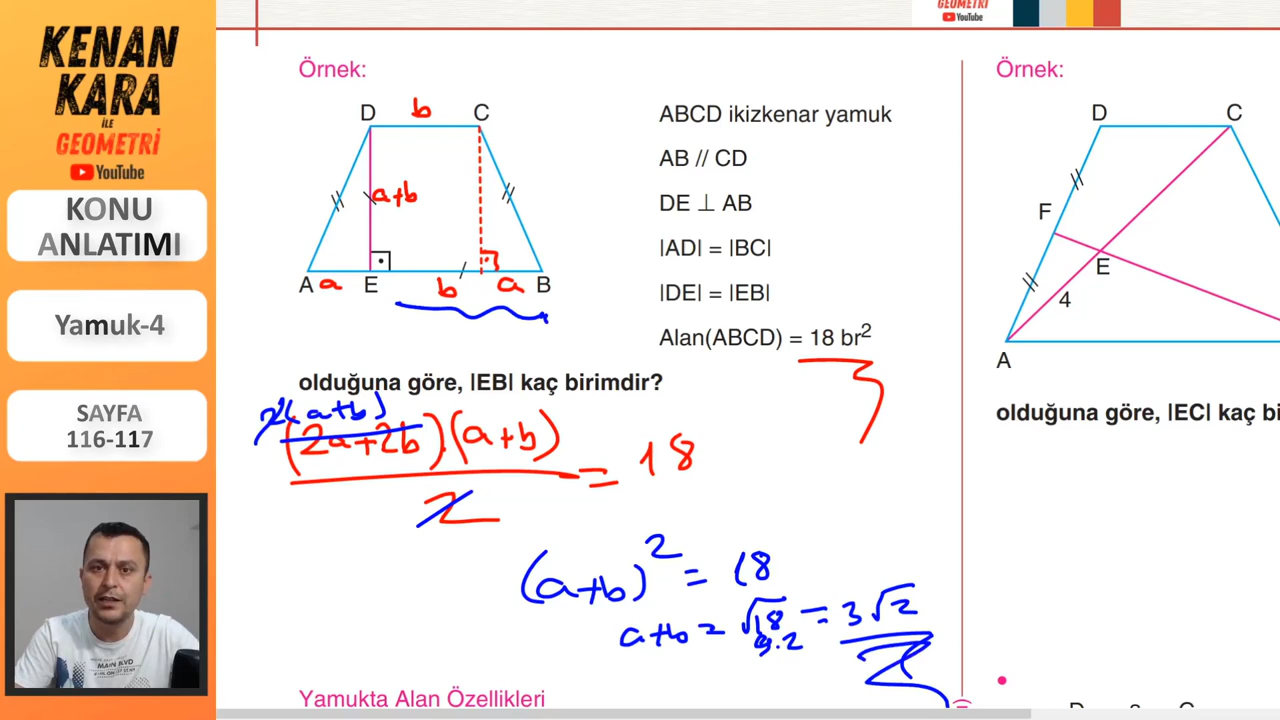 KENAN
KARA
İLE
GEOMETRİ
YouTube
KONU
ANLATIMI
Yamuk-4
SAYFA
116-117
GEOMETRİ
YouTube
Örnek:
D b C
a+b
A a E b a B
ABCD ikizkenar yamuk
AB // CD
DE ⊥ AB
|AD| = |BC|
|DE| = |EB|
Alan(ABCD) = 18 br²
olduğuna göre, |EB| kaç birimdir?
2(a+b)
(2a+2b).(a+b)
2
= 18
(a+b)² = 18
a+b = √18 = 3√2
9.2
Yamukta Alan Özellikleri
Örnek:
D C
F
E
4
A
olduğuna göre, |EC| kaç bi